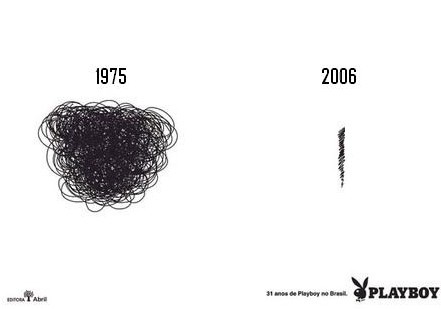 1975
2006
EDITORA Abril
31 anos de Playboy no Brasil.
PLAYBOY